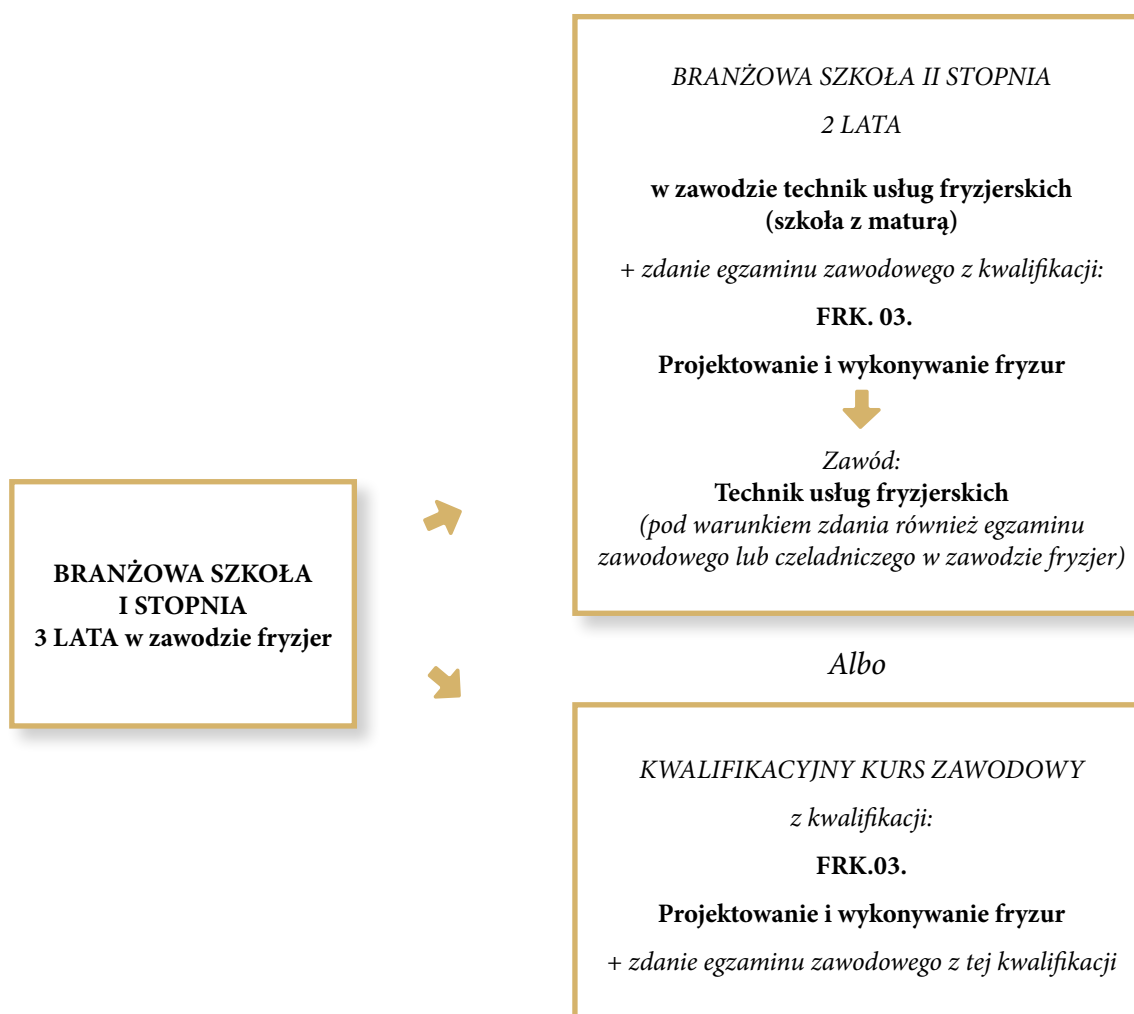 BRANŻOWA SZKOŁA
I STOPNIA
3 LATA w zawodzie fryzjer
BRANŻOWA SZKOŁA II STOPNIA
2 LATA
w zawodzie technik usług fryzjerskich
(szkoła z maturą)
+ zdanie egzaminu zawodowego z kwalifikacji:
FRK. 03.
Projektowanie i wykonywanie fryzur
Zawód:
Technik usług fryzjerskich
(pod warunkiem zdania również egzaminu
zawodowego lub czeladniczego w zawodzie fryzjer)
Albo
KWALIFIKACYJNY KURS ZAWODOWY
z kwalifikacji:
FRK.03.
Projektowanie i wykonywanie fryzur
+ zdanie egzaminu zawodowego z tej kwalifikacji